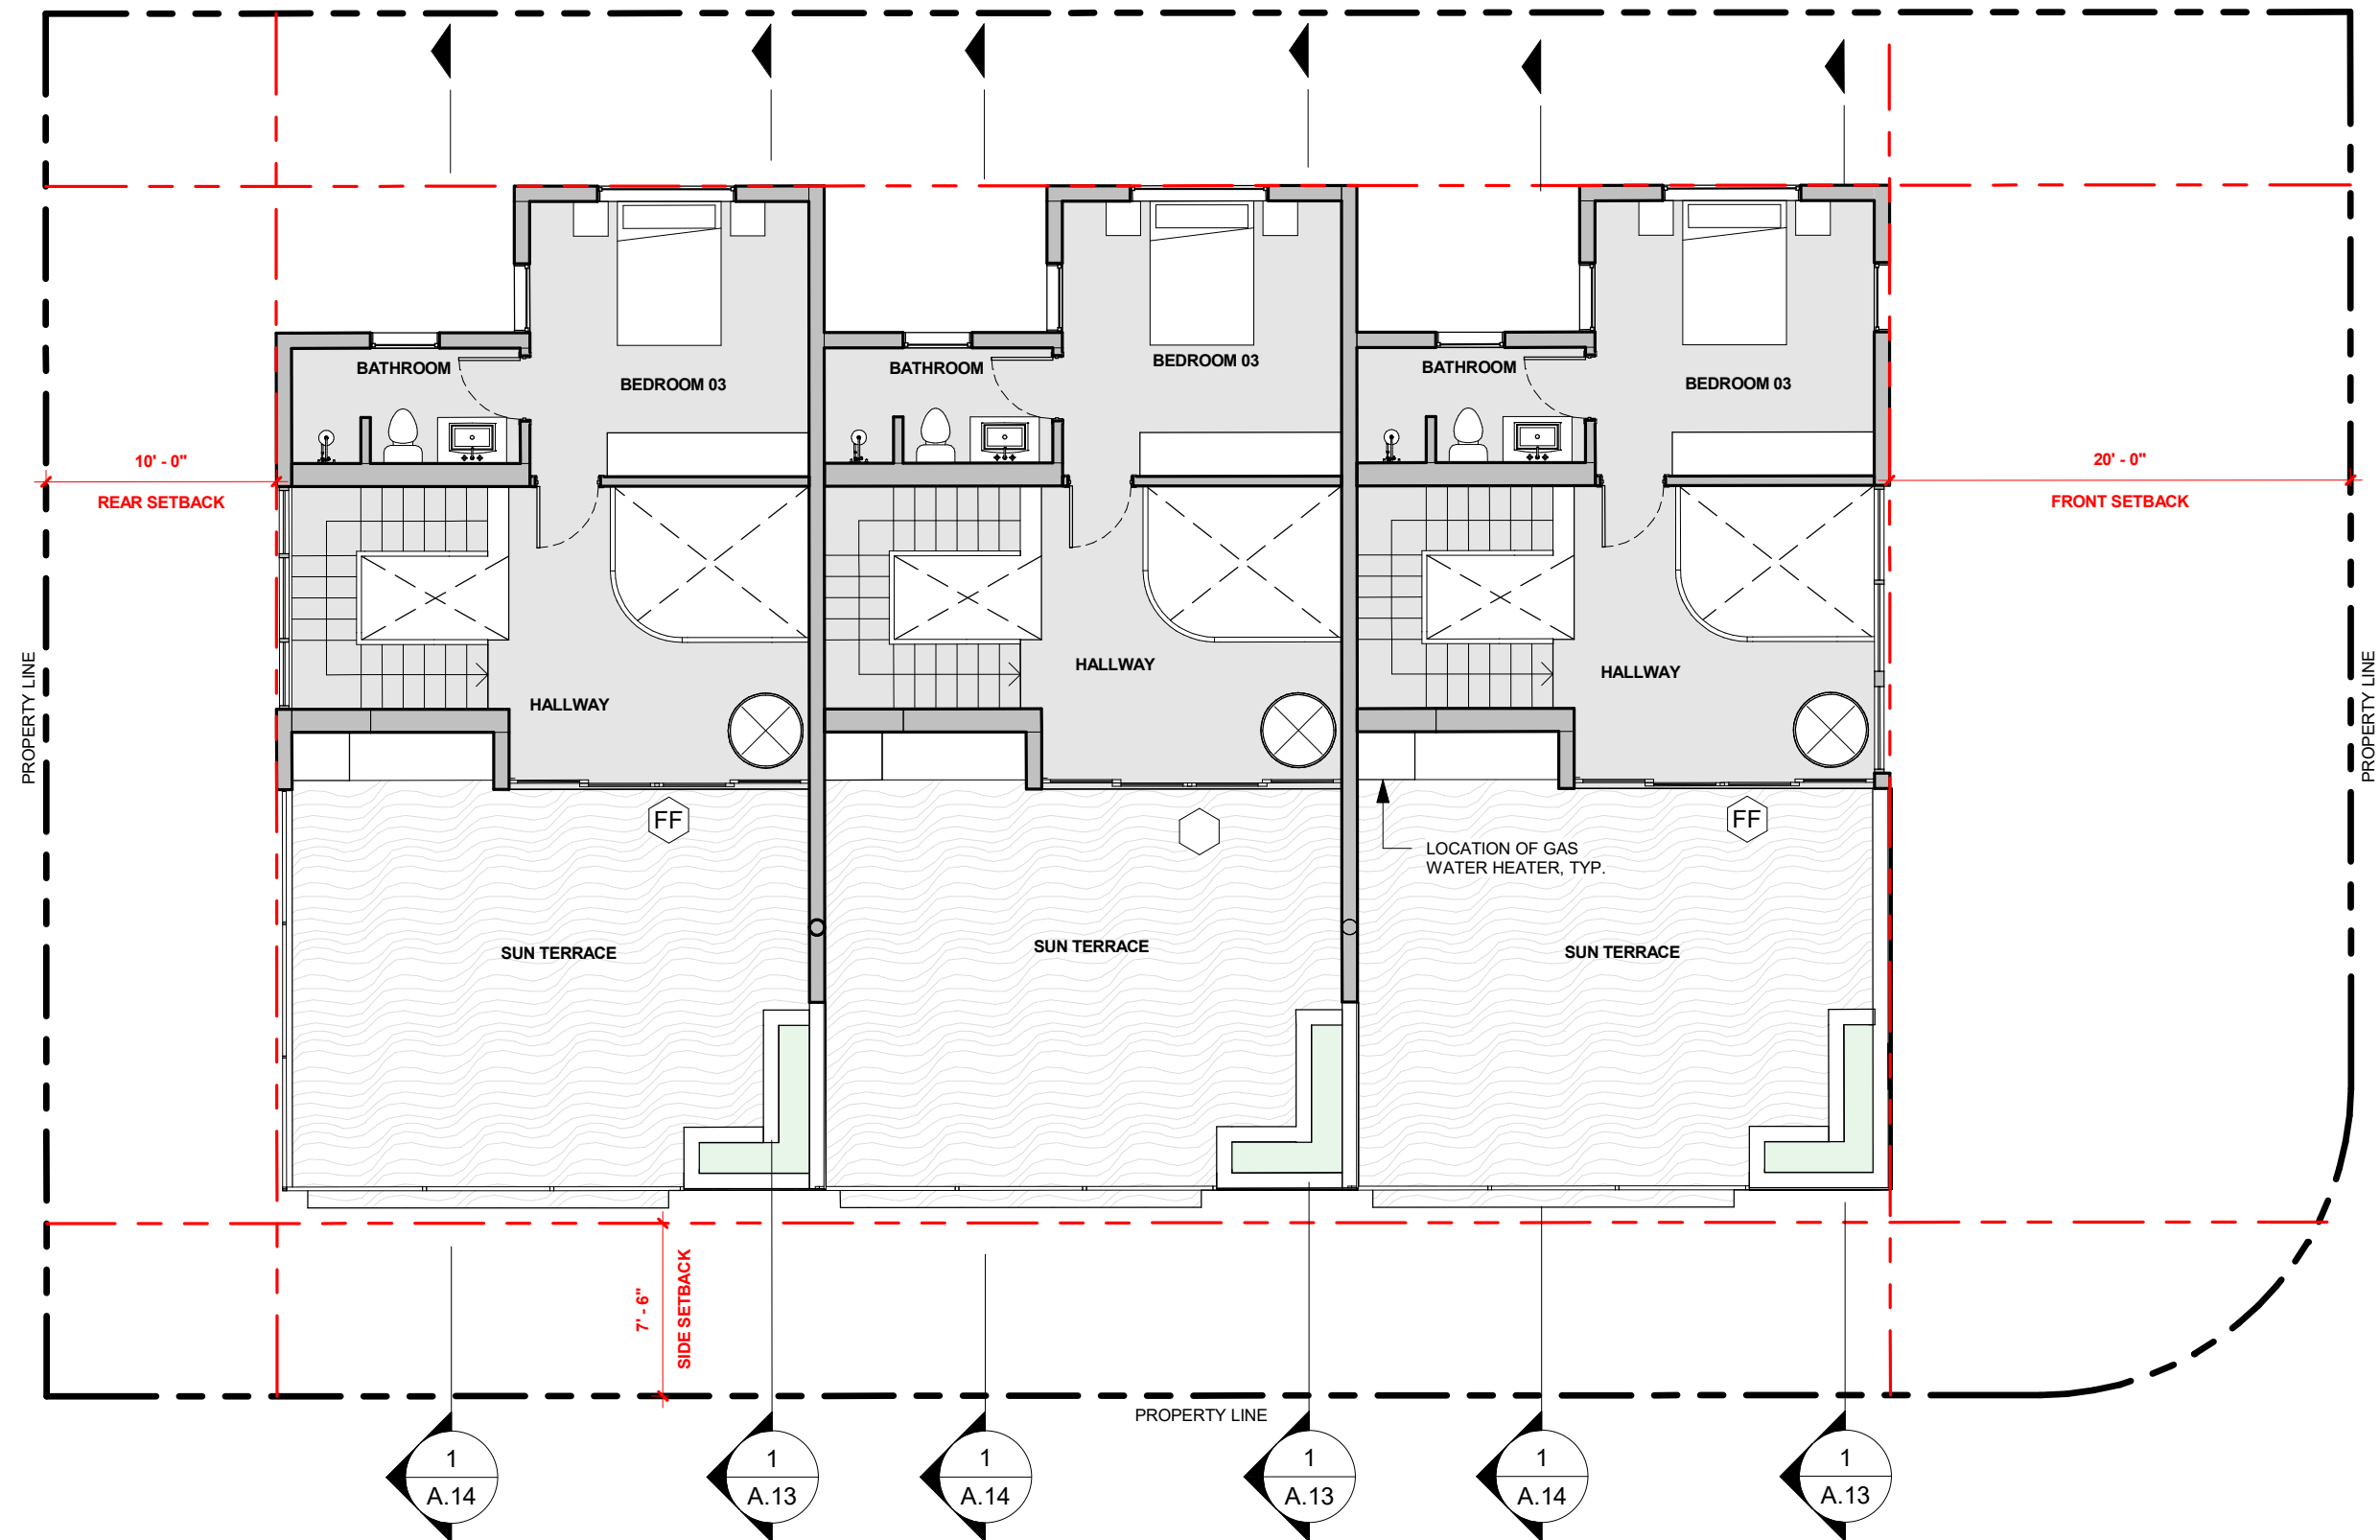 BATHROOM
BEDROOM 03
BATHROOM
BEDROOM 03
BATHROOM
BEDROOM 03
10' - 0"
REAR SETBACK
20' - 0"
FRONT SETBACK
PROPERTY LINE
HALLWAY
HALLWAY
HALLWAY
PROPERTY LINE
FF
FF
LOCATION OF GAS
WATER HEATER, TYP.
SUN TERRACE
SUN TERRACE
SUN TERRACE
7' - 6"
SIDE SETBACK
PROPERTY LINE
1
A.14
1
A.13
1
A.14
1
A.13
1
A.14
1
A.13